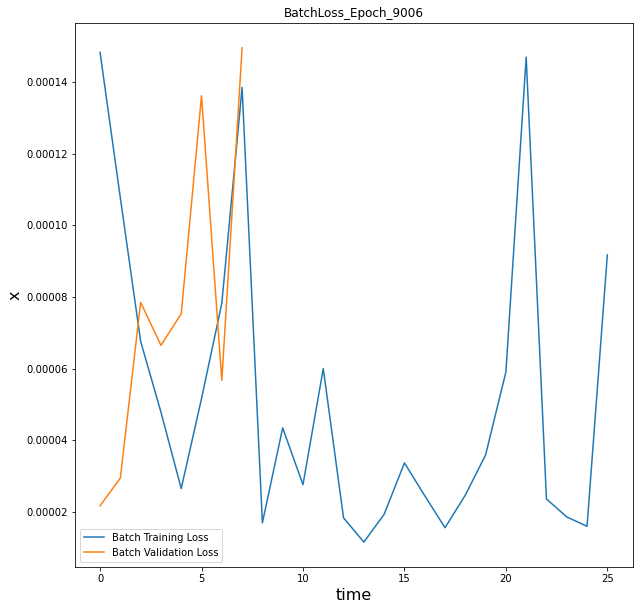 BatchLoss_Epoch_9006
0.00014
0.00012
0.00010
0.00008
0.00006
0.00004
0.00002
x
Batch Training Loss
Batch Validation Loss
0 5 10 15 20 25
time